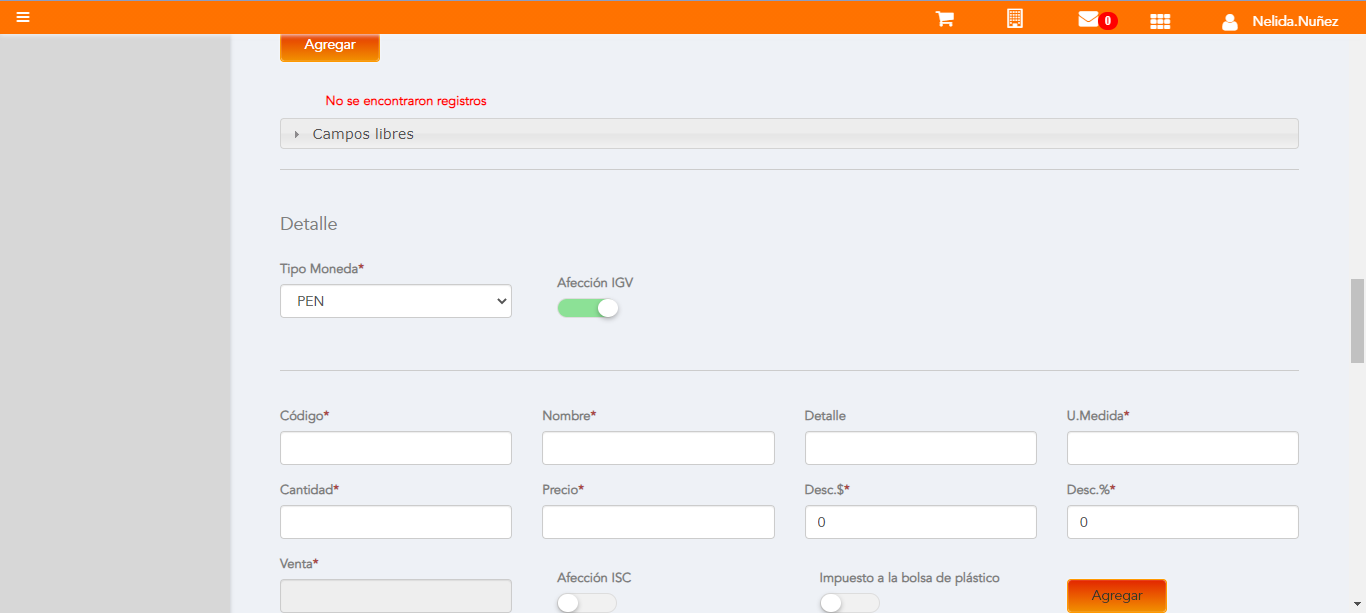 0 Nelida.Nuñez
Agregar
No se encontraron registros
Campos libres
Detalle
Tipo Moneda*
Afección IGV
PEN
Código* Nombre* Detalle U.Medida*
Cantidad* Precio* Desc.$* Desc.%*
0 0
Venta*
Afección ISC Impuesto a la bolsa de plástico
Agregar